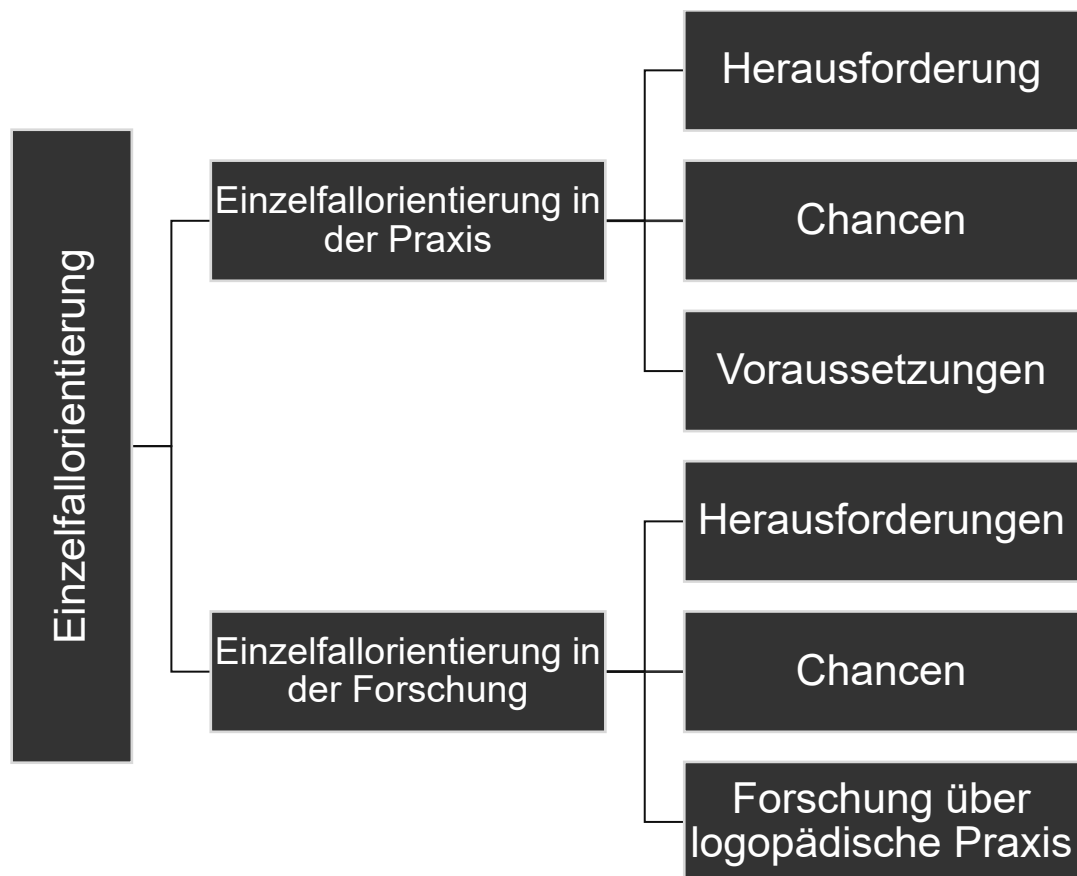 Einzelfallorientierung
Einzelfallorientierung in
der Praxis
Herausforderung
Chancen
Voraussetzungen
Einzelfallorientierung in
der Forschung
Herausforderungen
Chancen
Forschung über
logopädische Praxis